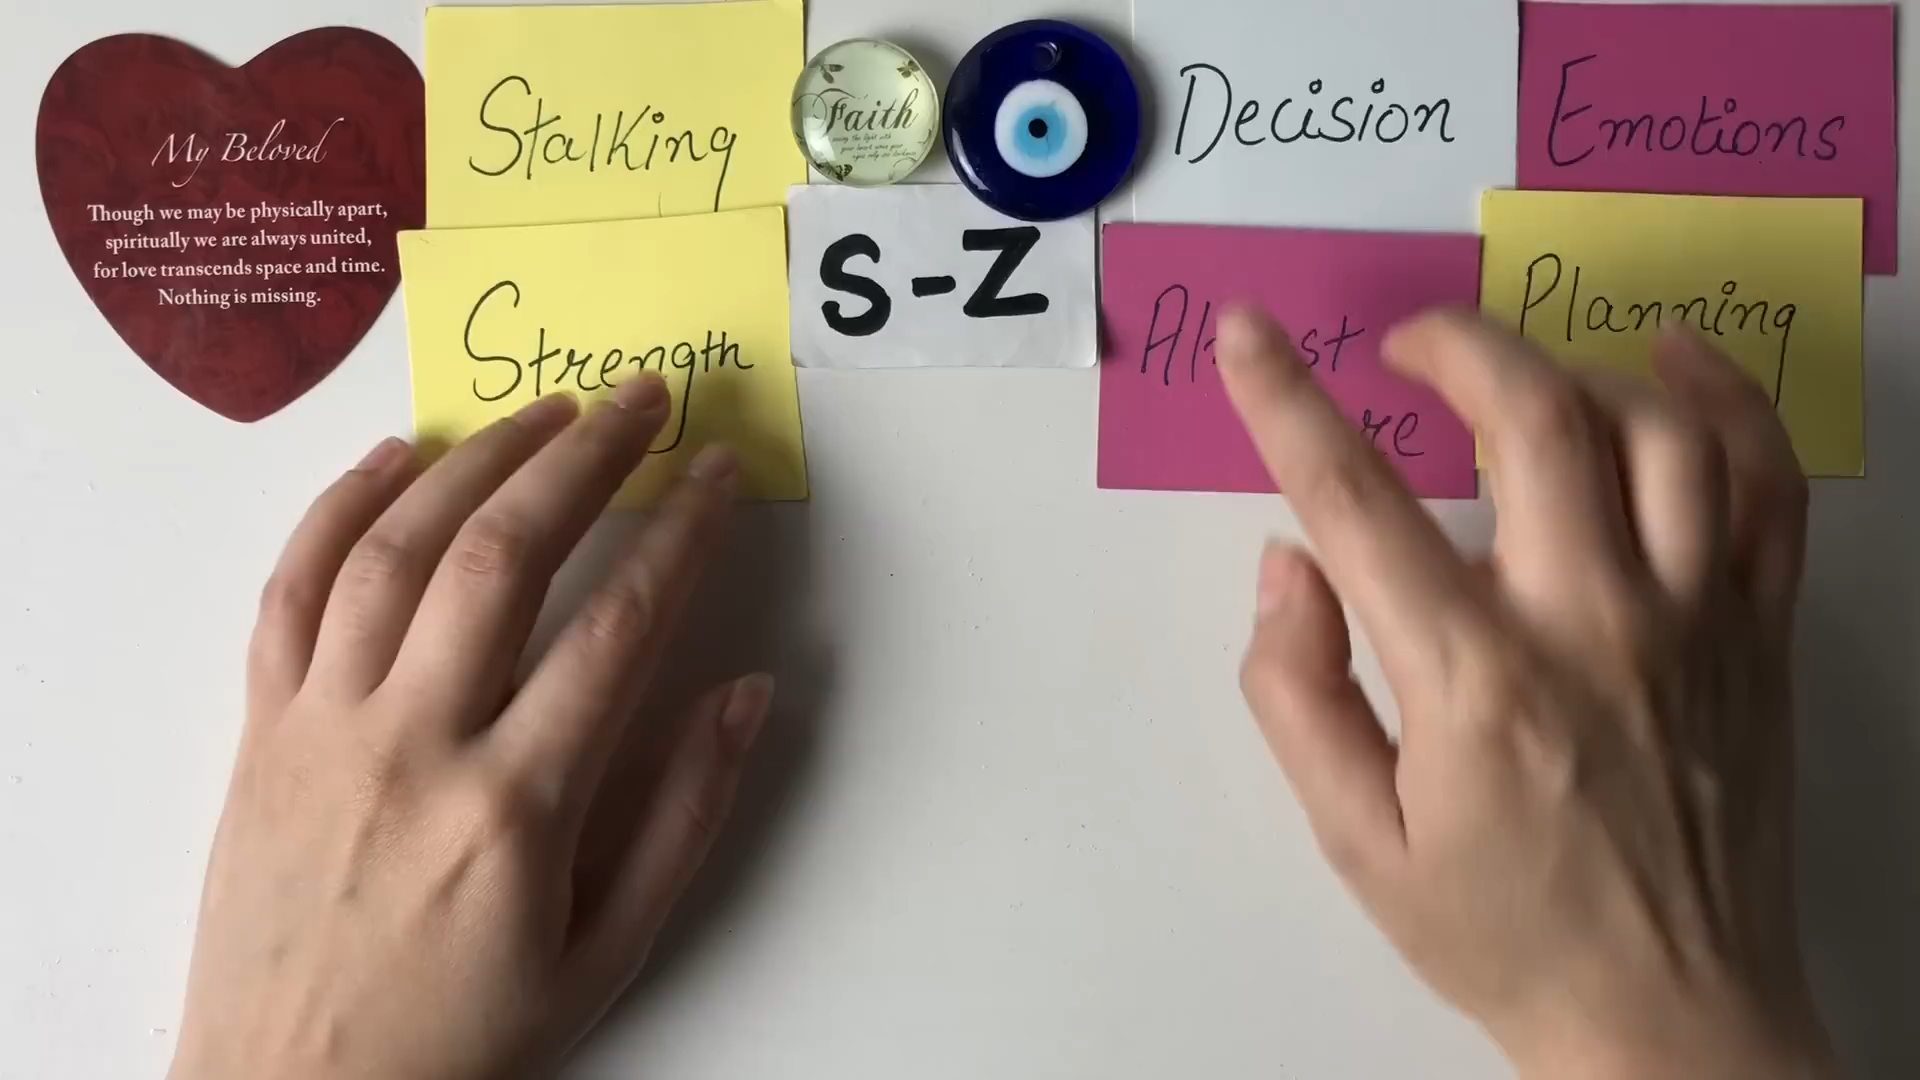 My Beloved
Though we may be physically apart,
spiritually we are always united,
for love transcends space and time.
Nothing is missing.
Stalking
Strength
Faith
S-Z
Decision
Emotions
Planning